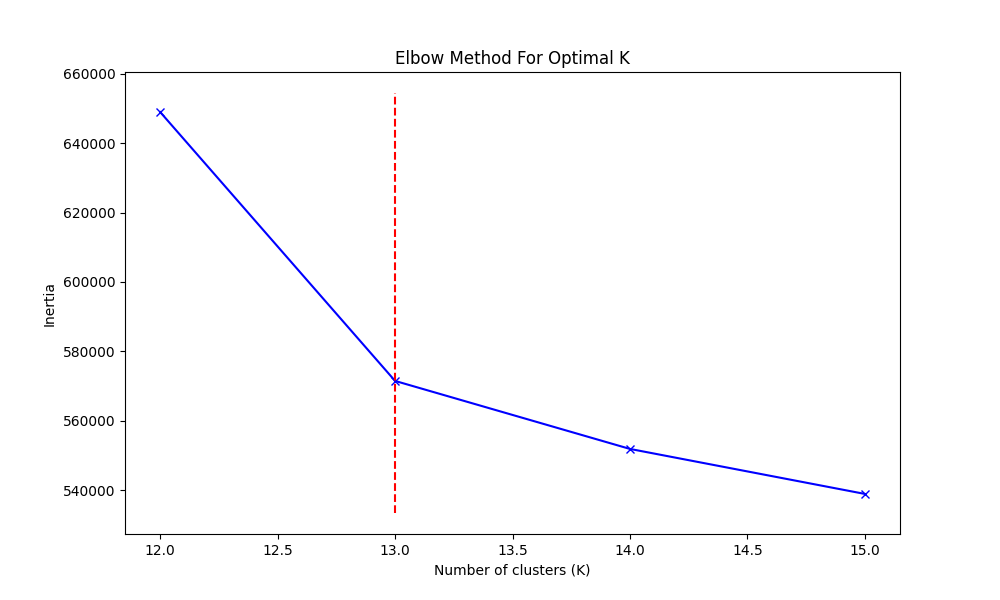 Elbow Method For Optimal K
660000
640000
620000
600000
580000
560000
540000
Inertia
12.0 12.5 13.0 13.5 14.0 14.5 15.0
Number of clusters (K)